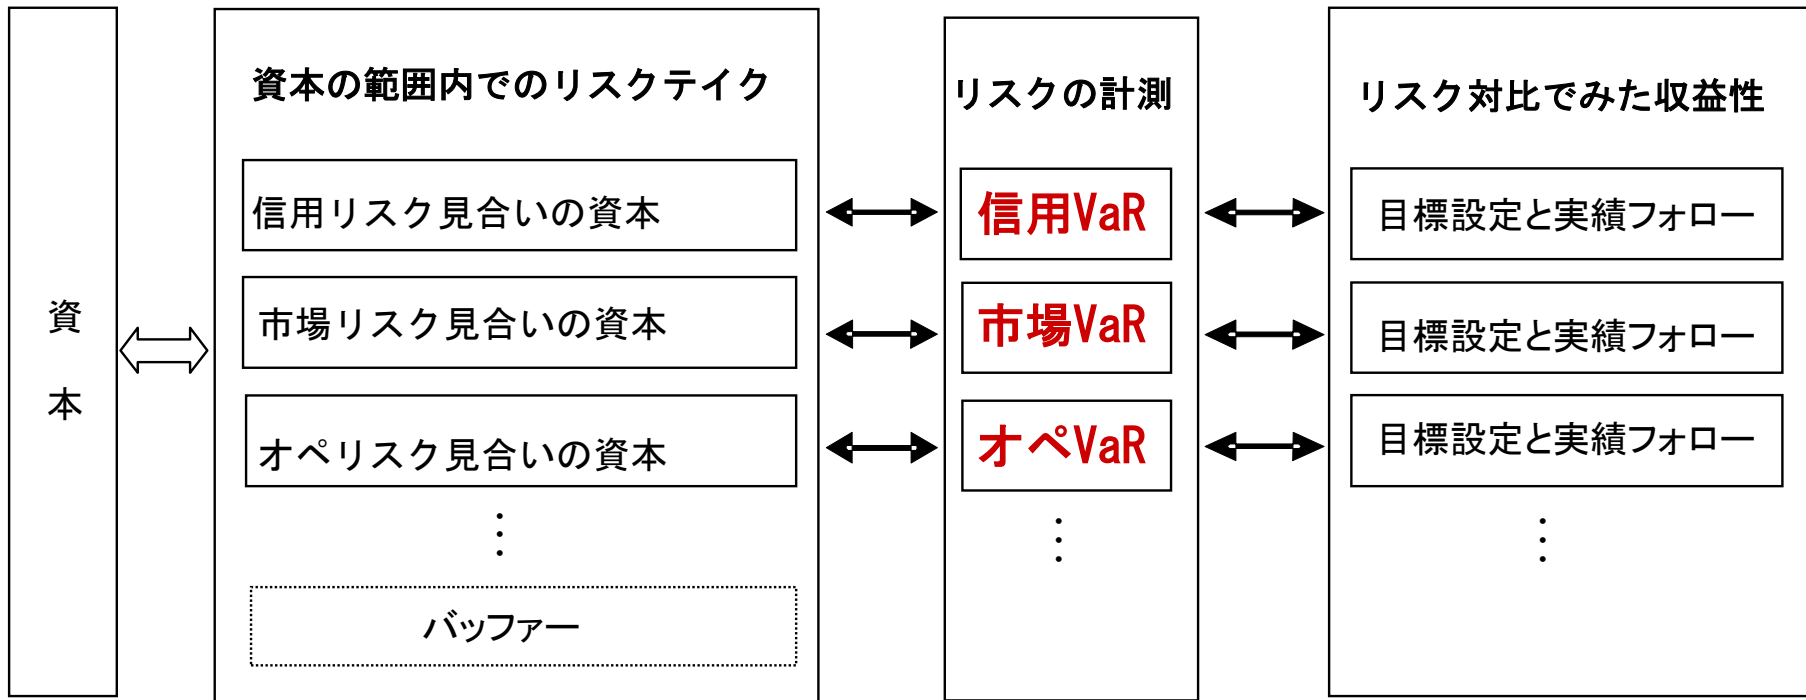 資
本
資本の範囲内でのリスクテイク
信用リスク見合いの資本
市場リスク見合いの資本
オペリスク見合いの資本
⋮
バッファー
リスクの計測
信用VaR
市場VaR
オペVaR
⋮
リスク対比でみた収益性
目標設定と実績フォロー
目標設定と実績フォロー
目標設定と実績フォロー
⋮